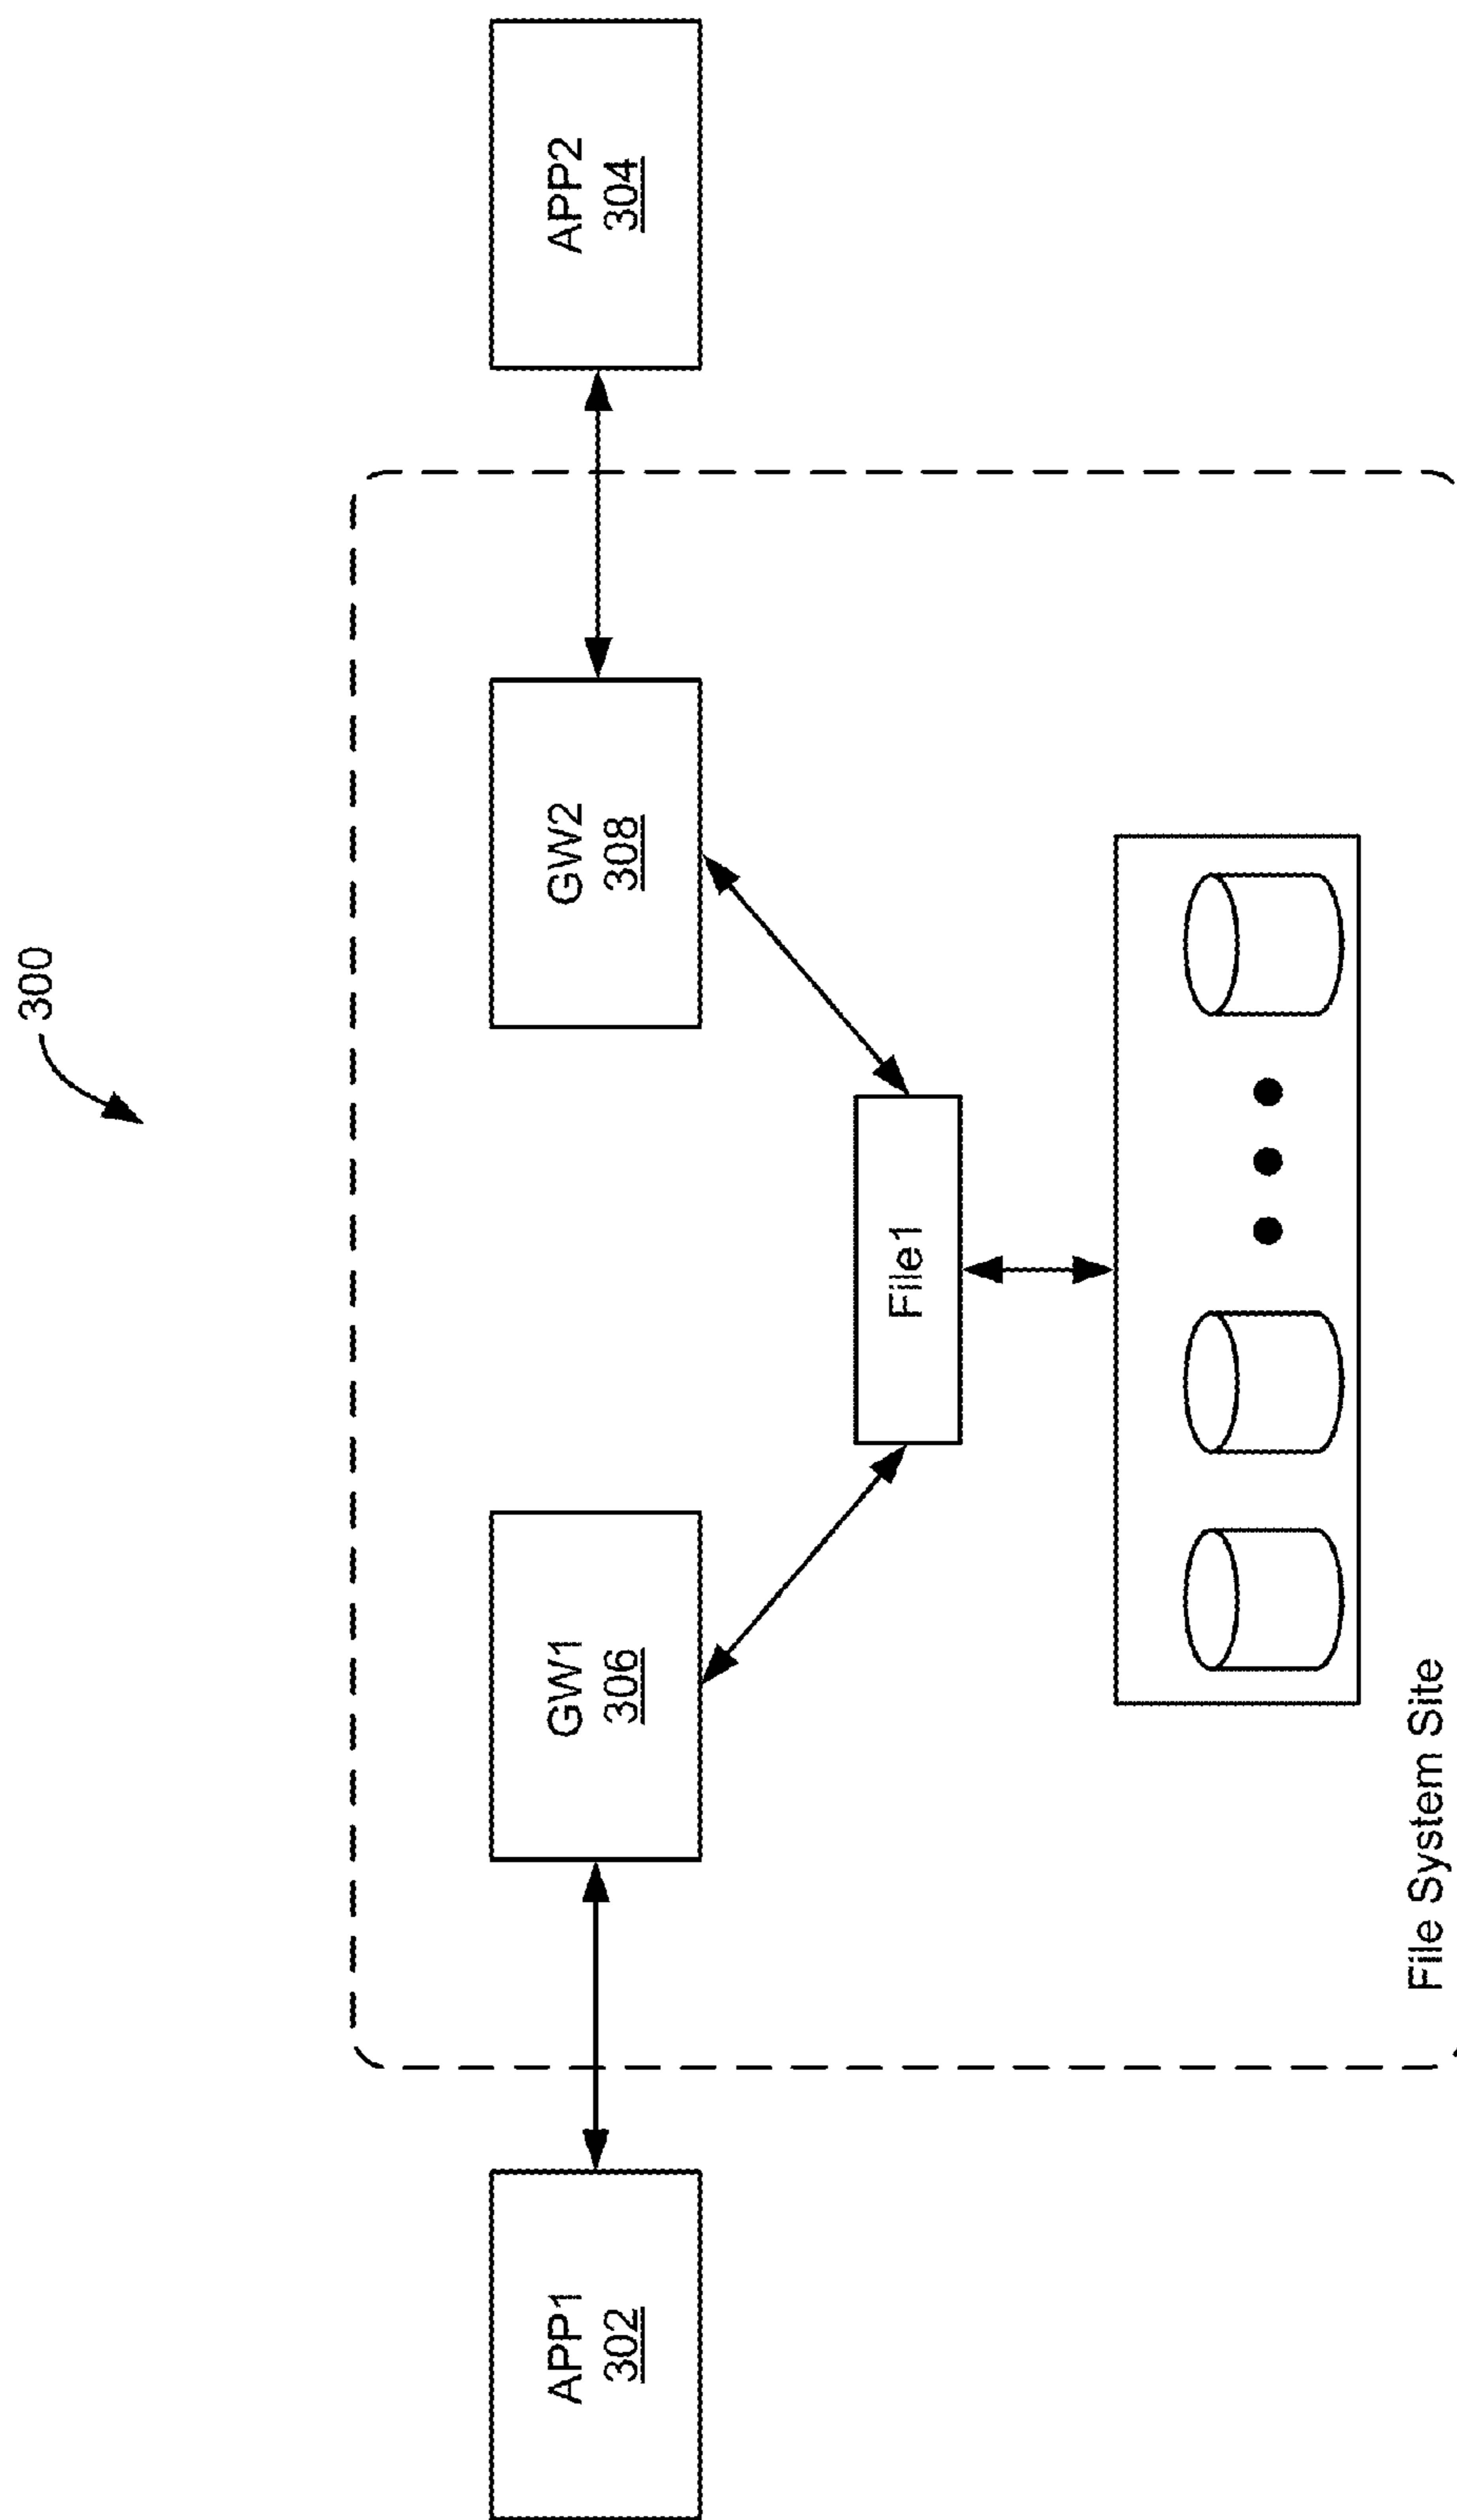 300
APP1
302
GW1
306
GW2
308
APP2
304
File1
File System Site